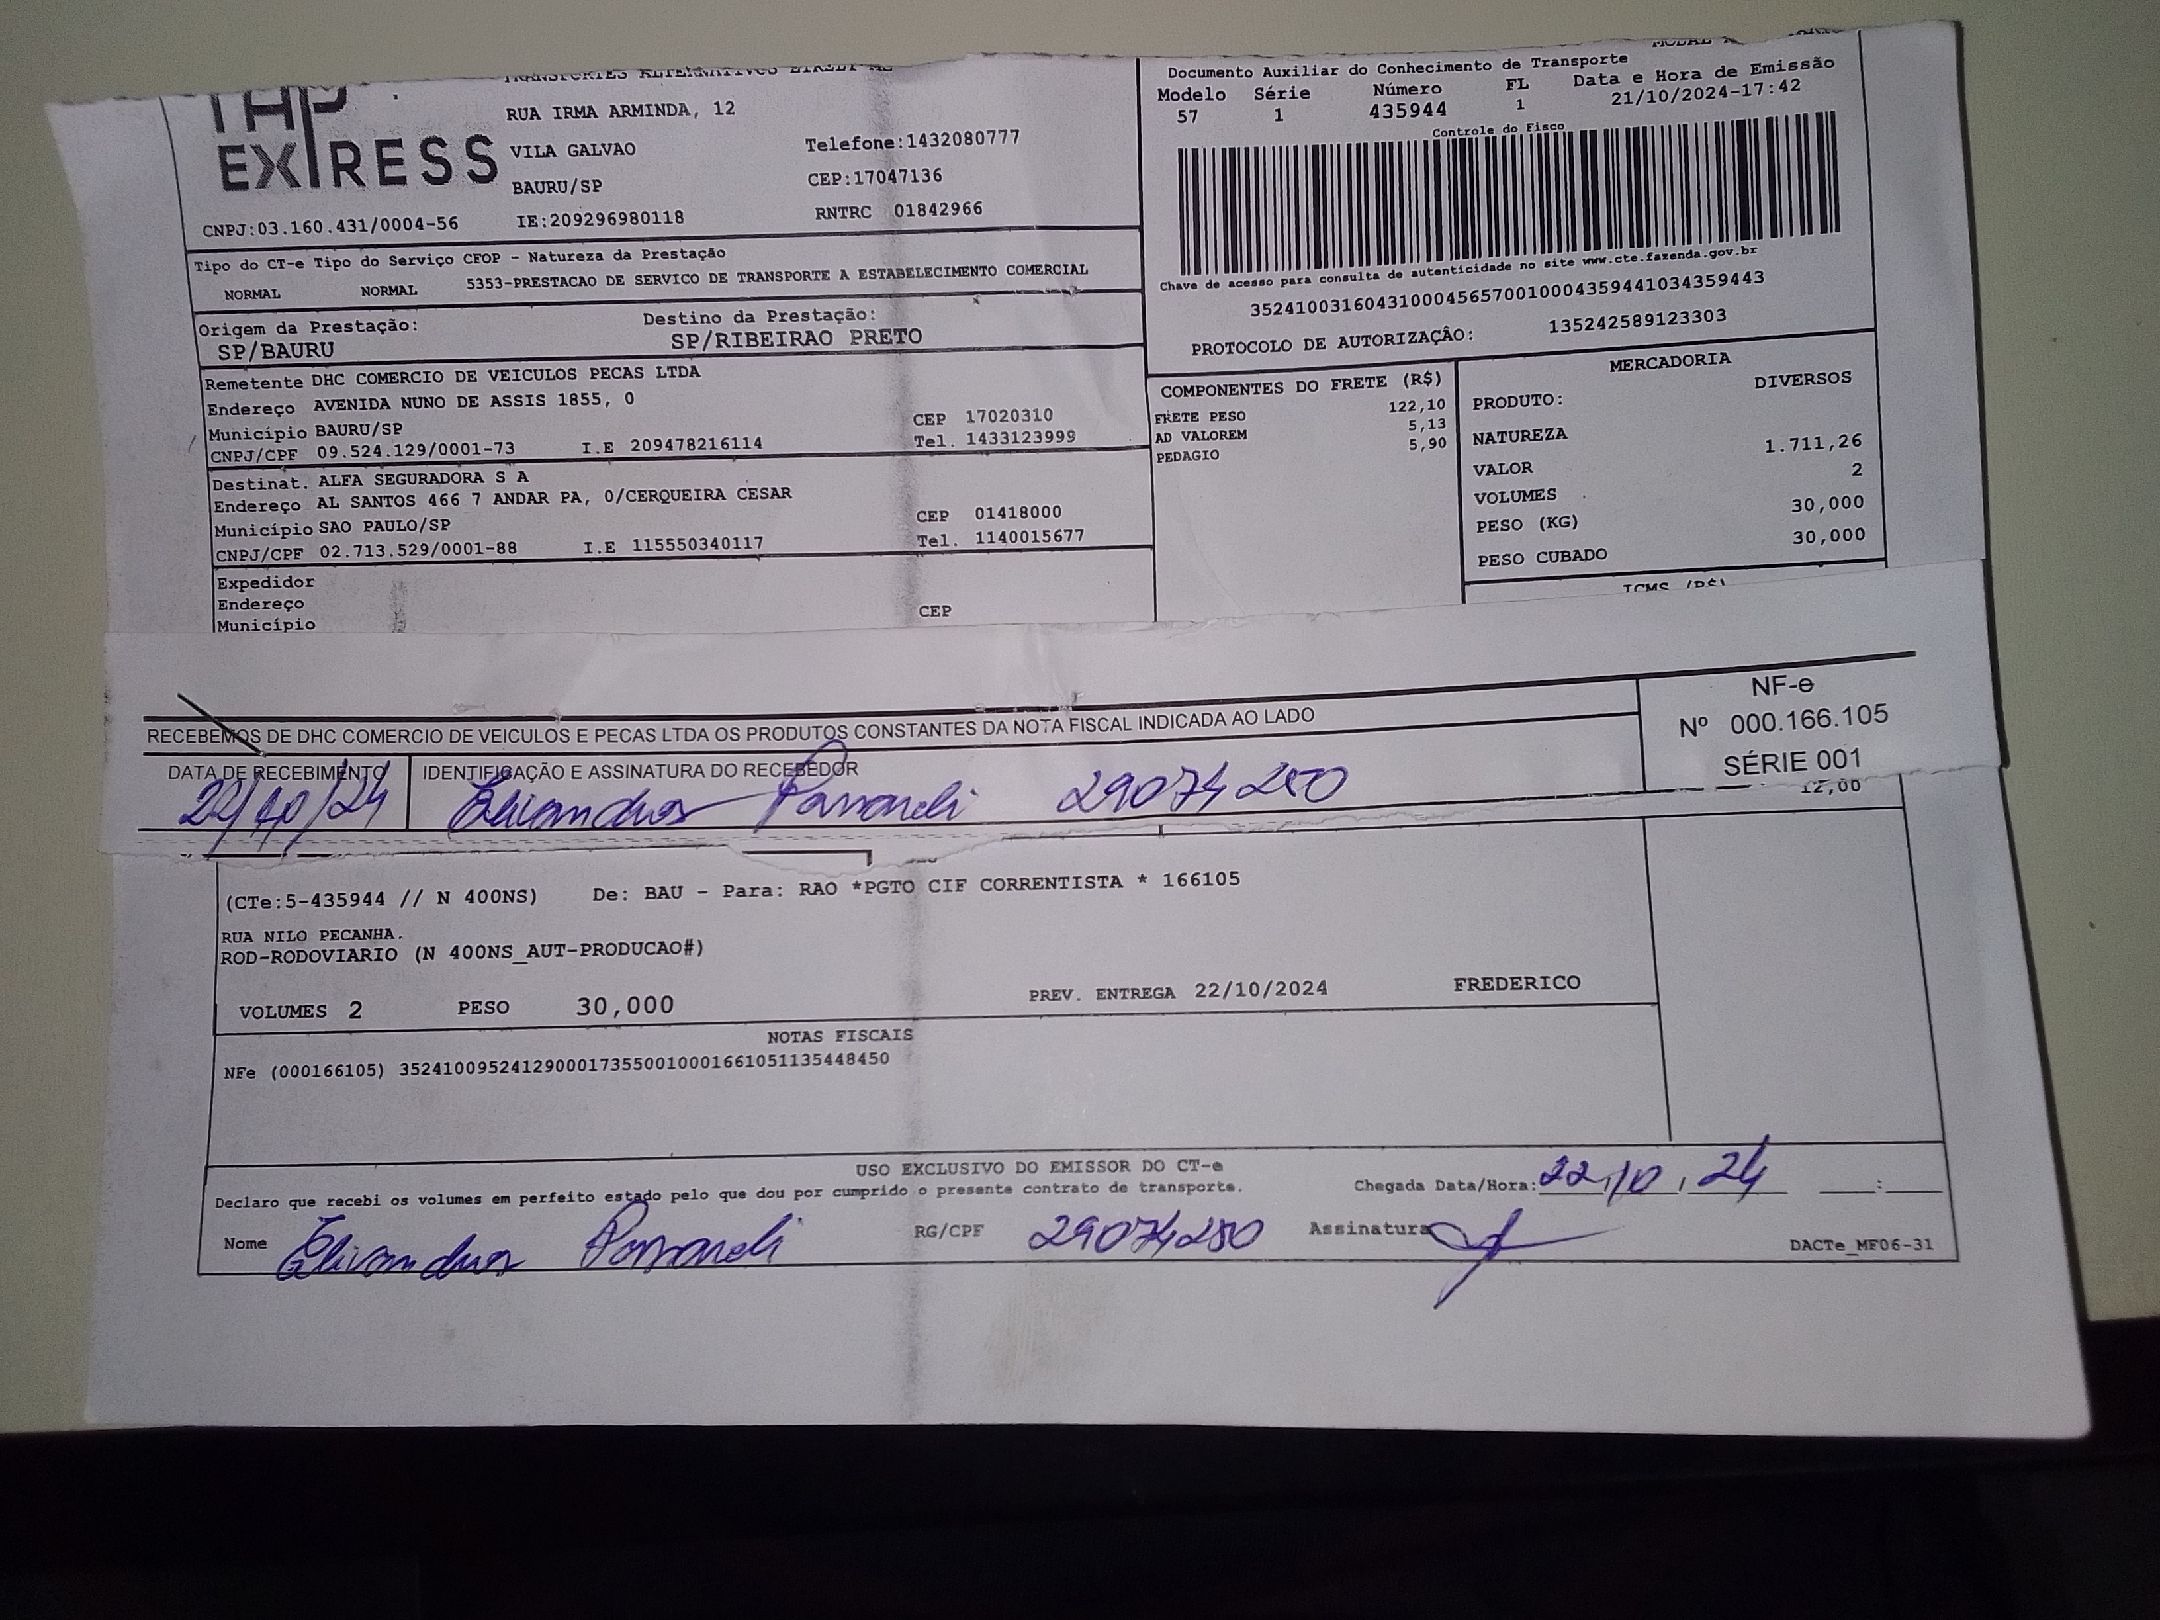 TRANSPORTES ALTERNATIVOS EIRELI
TAP
EXPRESS
RUA IRMA ARMINDA, 12
VILA GALVAO
Telefone:1432080777
BAURU/SP
CEP:17047136
CNPJ:03.160.431/0004-56
IE:209296980118
RNTRC 01842966
Documento Auxiliar do Conhecimento de Transporte
Modelo Série Número FL Data e Hora de Emissão
57 1 435944 1 21/10/2024-17:42
Controle do Fisco
Chave de acesso para consulta de autenticidade no site www.cte.fazenda.gov.br
35241003160431000456570010004359441034359443
PROTOCOLO DE AUTORIZAÇÂO: 135242589123303
Tipo do CT-e Tipo do Serviço CFOP - Natureza da Prestação
NORMAL NORMAL 5353-PRESTACAO DE SERVICO DE TRANSPORTE A ESTABELECIMENTO COMERCIAL
Origem da Prestação: Destino da Prestação:
SP/BAURU SP/RIBEIRAO PRETO
Remetente DHC COMERCIO DE VEICULOS PECAS LTDA
Endereço AVENIDA NUNO DE ASSIS 1855, 0
Município BAURU/SP CEP 17020310
CNPJ/CPF 09.524.129/0001-73 I.E 209478216114 Tel. 1433123999
Destinat. ALFA SEGURADORA S A
Endereço AL SANTOS 466 7 ANDAR PA, 0/CERQUEIRA CESAR
Município SAO PAULO/SP CEP 01418000
CNPJ/CPF 02.713.529/0001-88 I.E 115550340117 Tel. 1140015677
Expedidor
Endereço
Município CEP
COMPONENTES DO FRETE (R$)
FRETE PESO 122,10
AD VALOREM 5,13
PEDAGIO 5,90
MERCADORIA
PRODUTO: DIVERSOS
NATUREZA
VALOR 1.711,26
VOLUMES 2
PESO (KG) 30,000
PESO CUBADO 30,000
ICMS (R$)
RECEBEMOS DE DHC COMERCIO DE VEICULOS E PECAS LTDA OS PRODUTOS CONSTANTES DA NOTA FISCAL INDICADA AO LADO
NF-e
Nº 000.166.105
SÉRIE 001
DATA DE RECEBIMENTO IDENTIFICAÇÃO E ASSINATURA DO RECEBEDOR
22/10/24 29074250
12,00
(CTe:5-435944 // N 400NS) De: BAU - Para: RAO *PGTO CIF CORRENTISTA * 166105
RUA NILO PECANHA.
ROD-RODOVIARIO (N 400NS_AUT-PRODUCAO#)
VOLUMES 2 PESO 30,000 PREV. ENTREGA 22/10/2024 FREDERICO
NOTAS FISCAIS
NFe (000166105) 35241009524129000173550010001661051135448450
USO EXCLUSIVO DO EMISSOR DO CT-e
Declaro que recebi os volumes em perfeito estado pelo que dou por cumprido o presente contrato de transporte.
Chegada Data/Hora: 22/10/24 :
Nome RG/CPF 29074250 Assinatura
DACTe_MF06-31